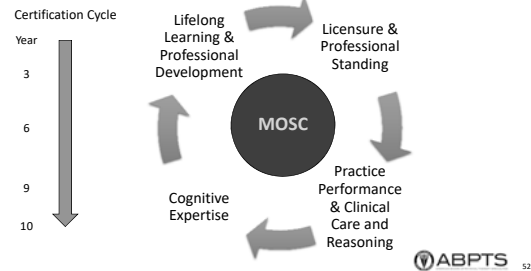 Certification Cycle
Year
3
6
9
10
Lifelong
Learning &
Professional
Development
Licensure &
Professional
Standing
MOSC
Practice
Performance
& Clinical
Care and
Reasoning
Cognitive
Expertise
ABPTS
52